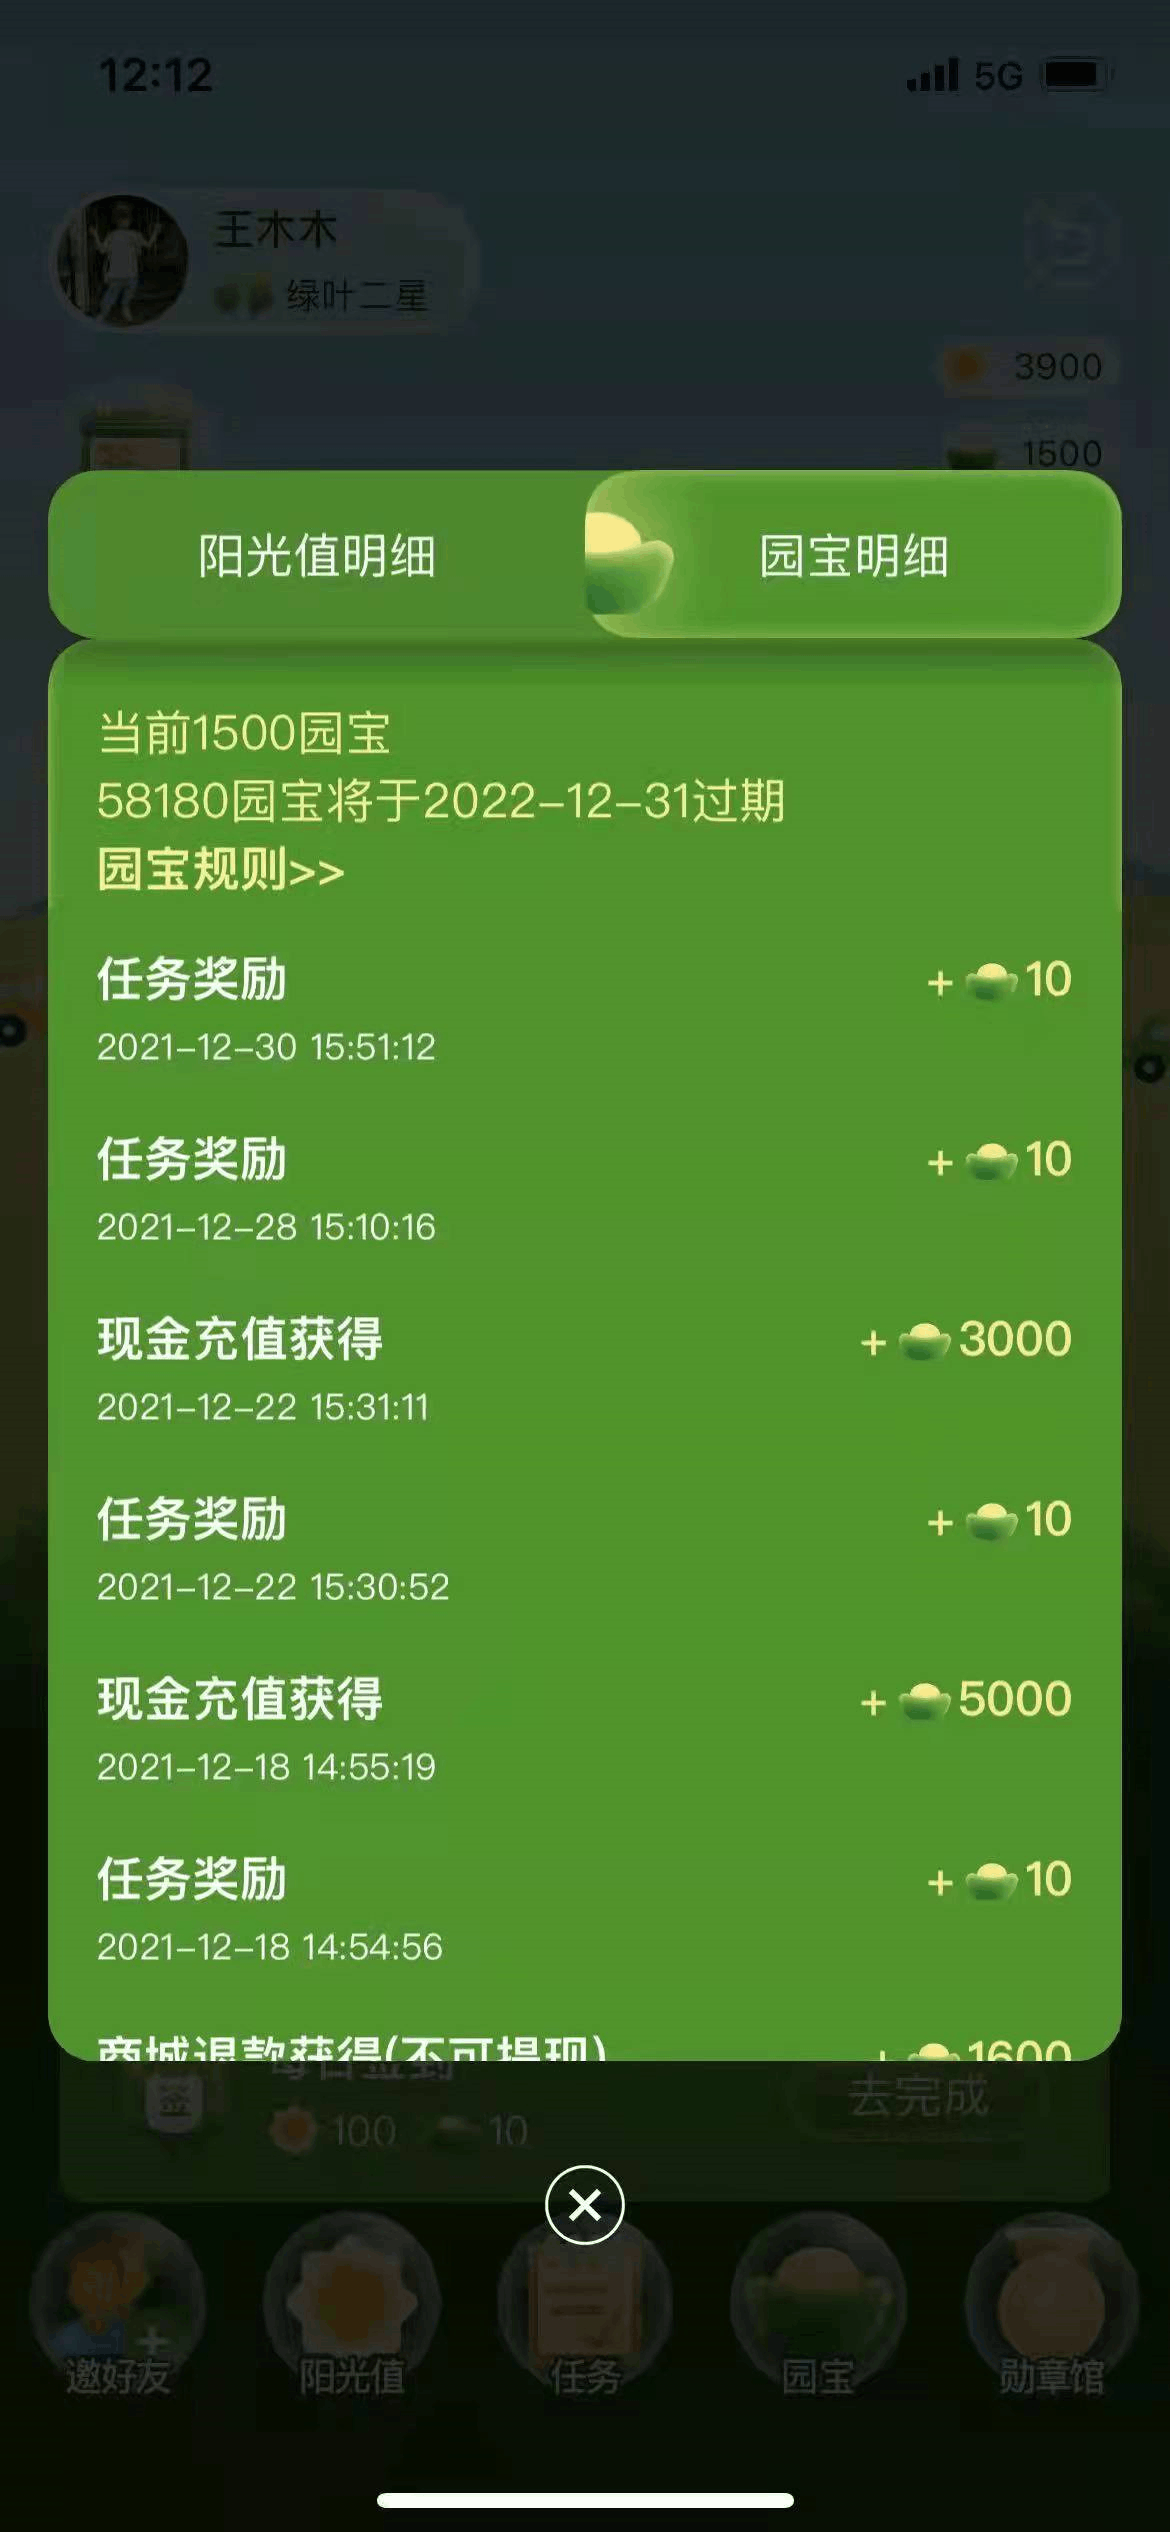 12:12
5G
王木木
绿叶二星
3900
1500
阳光值明细
园宝明细
当前1500园宝
58180园宝将于2022-12-31过期
园宝规则>>
任务奖励
+10
2021-12-30 15:51:12
任务奖励
+10
2021-12-28 15:10:16
现金充值获得
+3000
2021-12-22 15:31:11
任务奖励
+10
2021-12-22 15:30:52
现金充值获得
+5000
2021-12-18 14:55:19
任务奖励
+10
2021-12-18 14:54:56
商城退款获得(不可提现)
+1600
每日签到
签
100
10
去完成
邀好友
阳光值
任务
园宝
勋章馆